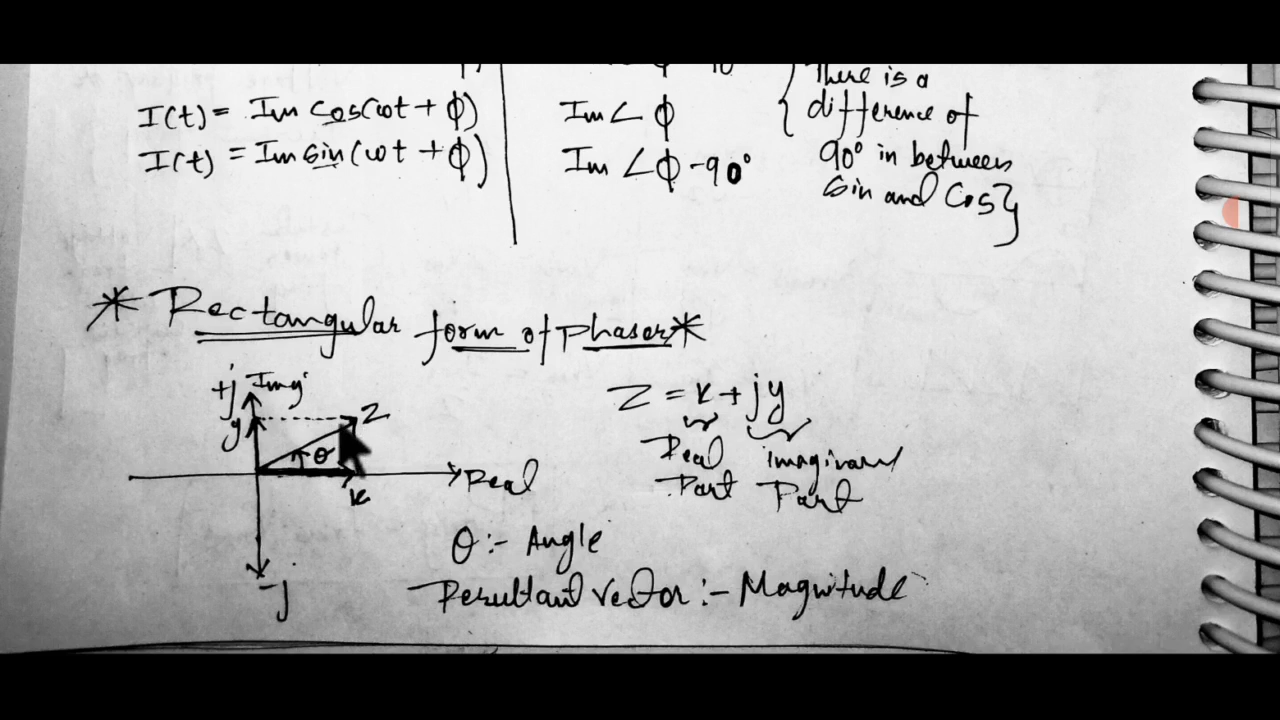 I(t) = Im cos(ωt + ϕ)
I(t) = Im sin(ωt + ϕ)
Im∠ϕ
Im∠ϕ-90°
{There is a
difference of
90° in between
sin and cos}
*Rectangular form of phaser*
+j Img
y
Z
θ
Real
x
-j
Z = x + jy
Real Part
imaginary Part
θ:- Angle
Resultant vector:- Magnitude